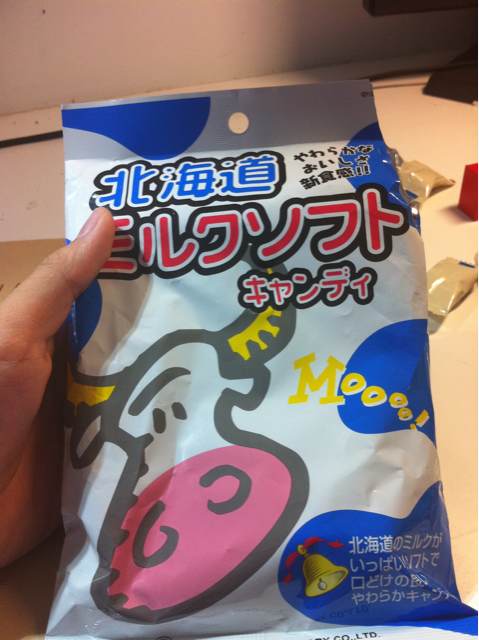 やわらかな
おいしさ
新食感!!
北海道
ミルクソフト
キャンディ
Moooo!
北海道のミルクが
いっぱいソフトで
口どけの良
やわらかキャン
CO.,LTD.